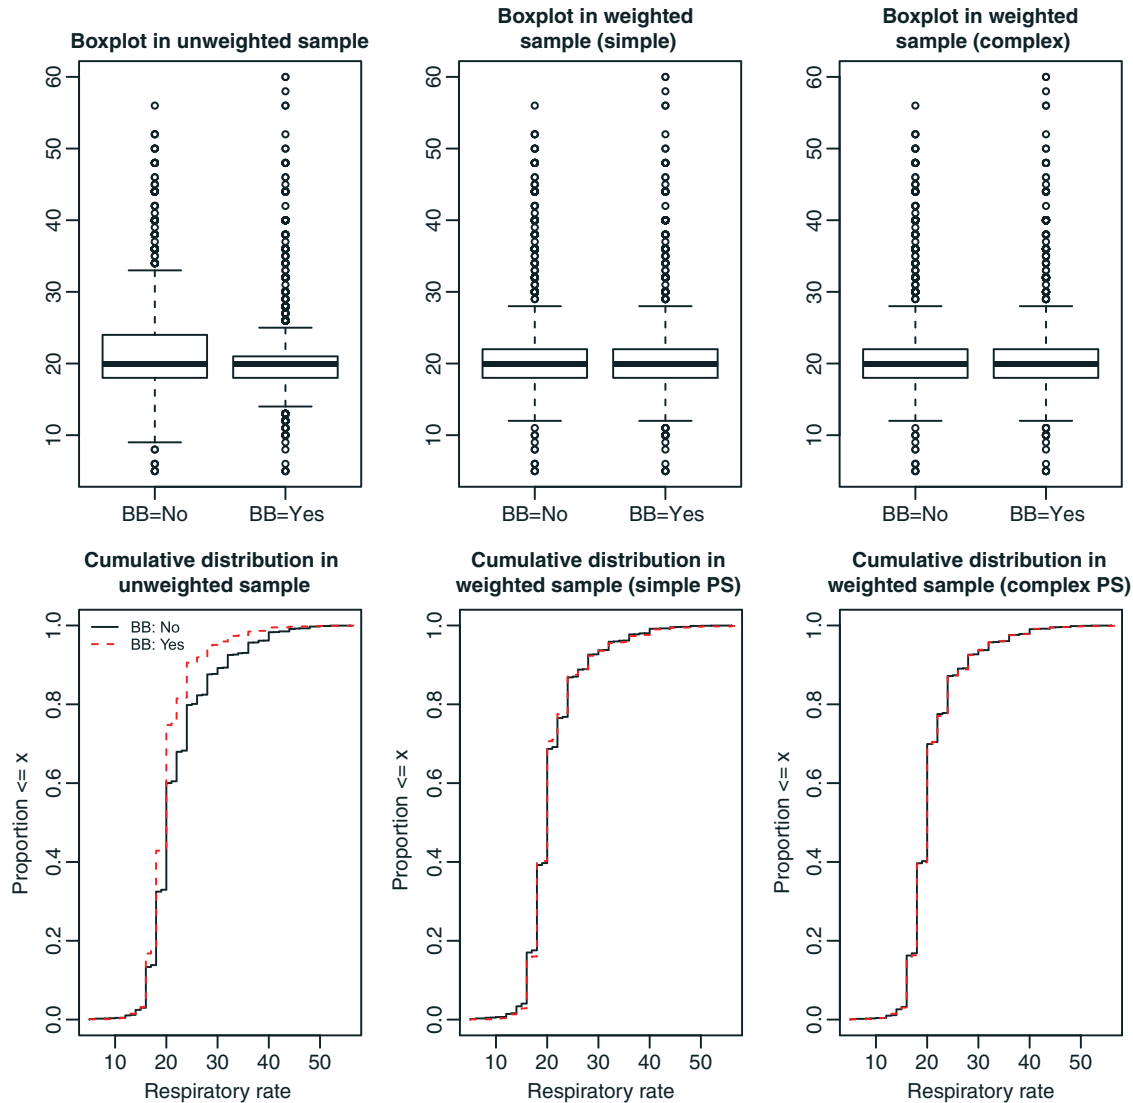 Boxplot in unweighted sample
Boxplot in weighted
sample (simple)
Boxplot in weighted
sample (complex)
60
50
40
30
20
10
BB=No BB=Yes
60
50
40
30
20
10
BB=No BB=Yes
60
50
40
30
20
10
BB=No BB=Yes
Cumulative distribution in
unweighted sample
Cumulative distribution in
weighted sample (simple PS)
Cumulative distribution in
weighted sample (complex PS)
BB: No
BB: Yes
Proportion <= x
1.0
0.8
0.6
0.4
0.2
0.0
10 20 30 40 50
Respiratory rate
Proportion <= x
1.0
0.8
0.6
0.4
0.2
0.0
10 20 30 40 50
Respiratory rate
Proportion <= x
1.0
0.8
0.6
0.4
0.2
0.0
10 20 30 40 50
Respiratory rate